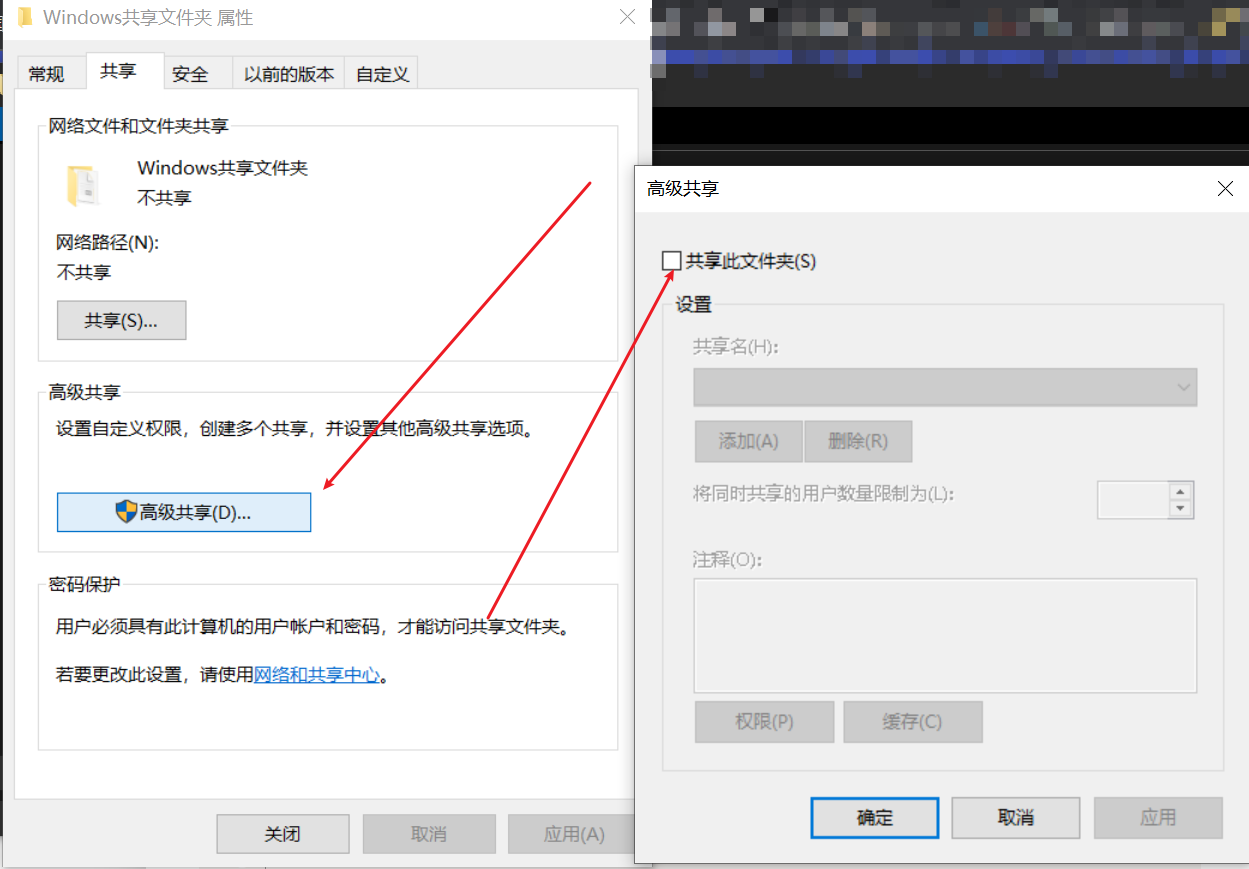 Windows共享文件夹 属性
常规
共享
安全
以前的版本
自定义
网络文件和文件夹共享
Windows共享文件夹
不共享
网络路径(N):
不共享
共享(S)...
高级共享
设置自定义权限，创建多个共享，并设置其他高级共享选项。
高级共享(D)...
密码保护
用户必须具有此计算机的用户帐户和密码，才能访问共享文件夹。
若要更改此设置，请使用网络和共享中心。
关闭
取消
应用(A)
高级共享
共享此文件夹(S)
设置
共享名(H):
添加(A)
删除(R)
将同时共享的用户数量限制为(L):
注释(O):
权限(P)
缓存(C)
确定
取消
应用